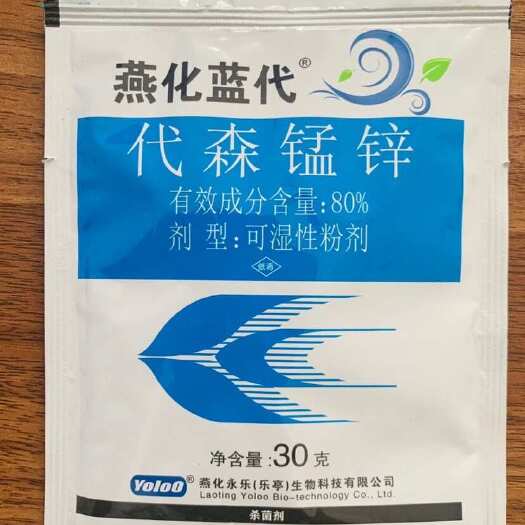 燕化蓝代®
代森锰锌
有效成分含量:80%
剂 型:可湿性粉剂
低毒
净含量:30克
YoloO® 燕化永乐(乐亭)生物科技有限公司
Laoting Yoloo Bio-technology Co., Ltd.
杀菌剂